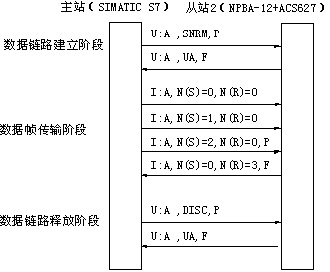 主站(SIMATIC S7) 从站2(NPBA-12+ACS627)
U:A ,SNRM,P
数据链路建立阶段
U:A ,UA,F
I:A,N(S)=0,N(R)=0
I:A,N(S)=1,N(R)=0
数据帧传输阶段
I:A,N(S)=2,N(R)=0,P
I:A,N(S)=0,N(R)=3,F
U:A ,DISC,P
数据链路释放阶段
U:A ,UA,F